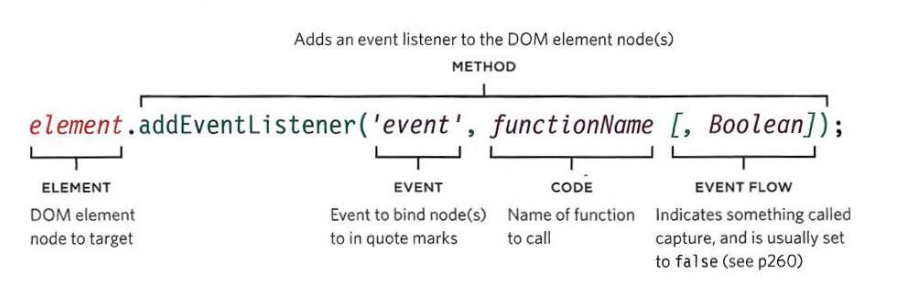 Adds an event listener to the DOM element node(s)
METHOD
element.addEventListener('event', functionName [, Boolean]);
ELEMENT
DOM element
node to target
EVENT
Event to bind node(s)
to in quote marks
CODE
Name of function
to call
EVENT FLOW
Indicates something called
capture, and is usually set
to false (see p260)